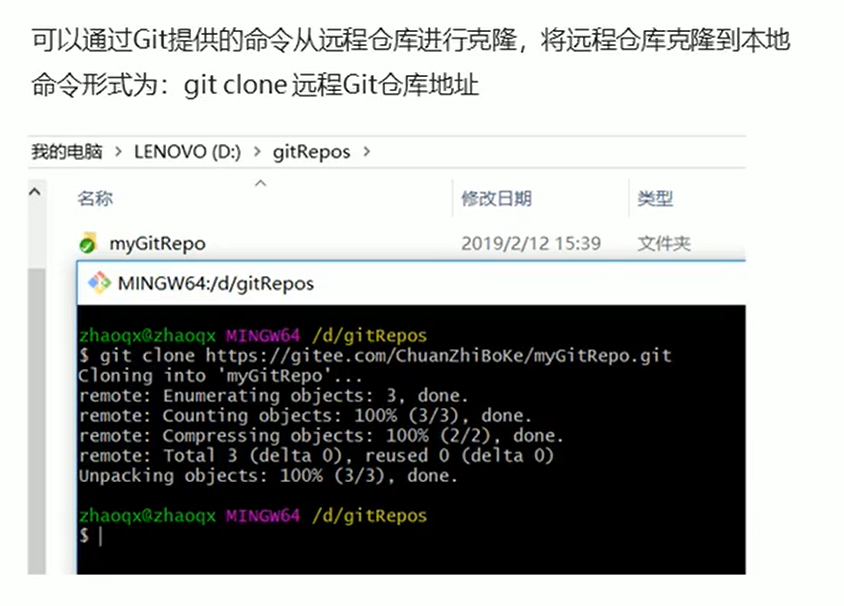 可以通过Git提供的命令从远程仓库进行克隆，将远程仓库克隆到本地
命令形式为：git clone 远程Git仓库地址
我的电脑 > LENOVO (D:) > gitRepos >
名称 修改日期 类型
myGitRepo 2019/2/12 15:39 文件夹
MINGW64:/d/gitRepos
zhaoqx@zhaoqx MINGW64 /d/gitRepos
$ git clone https://gitee.com/ChuanZhiBoKe/myGitRepo.git
Cloning into 'myGitRepo'...
remote: Enumerating objects: 3, done.
remote: Counting objects: 100% (3/3), done.
remote: Compressing objects: 100% (2/2), done.
remote: Total 3 (delta 0), reused 0 (delta 0)
Unpacking objects: 100% (3/3), done.
zhaoqx@zhaoqx MINGW64 /d/gitRepos
$